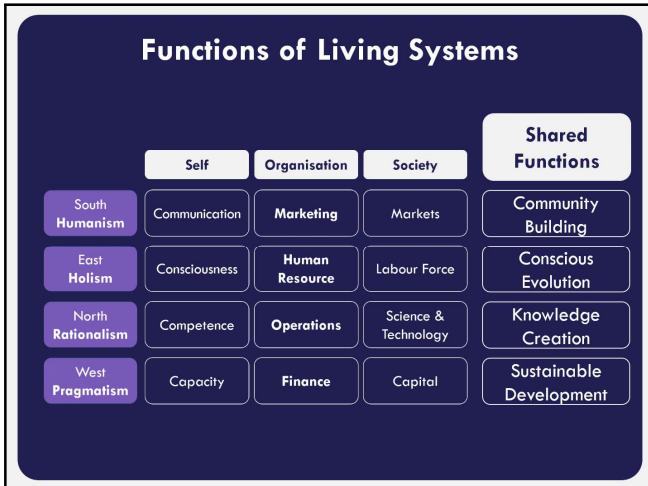 Functions of Living Systems
Shared
Functions
Self
Organisation
Society
South
Humanism
Communication
Marketing
Markets
Community
Building
East
Holism
Consciousness
Human
Resource
Labour Force
Conscious
Evolution
North
Rationalism
Competence
Operations
Science &
Technology
Knowledge
Creation
West
Pragmatism
Capacity
Finance
Capital
Sustainable
Development